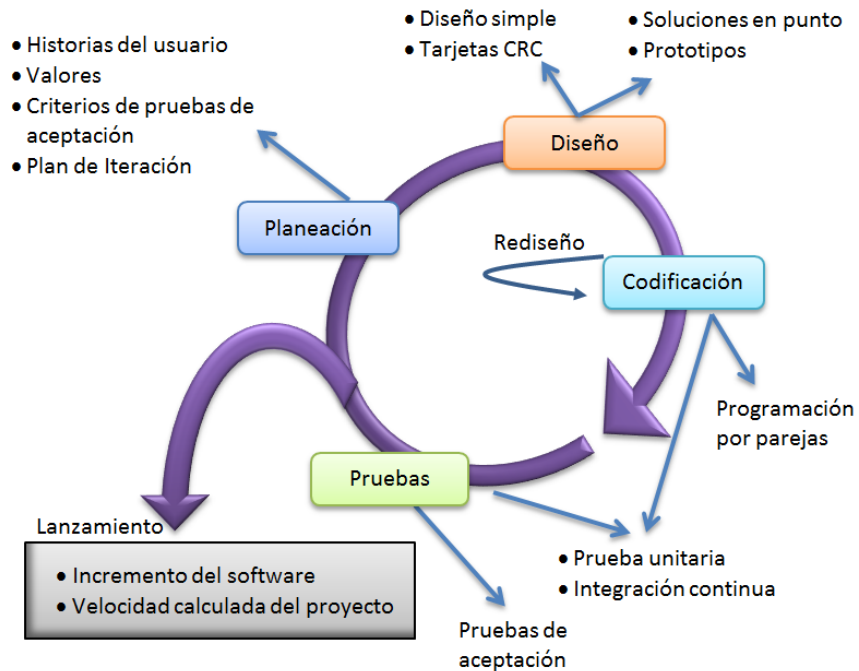 • Historias del usuario
• Valores
• Criterios de pruebas de
aceptación
• Plan de Iteración
• Diseño simple
• Tarjetas CRC
• Soluciones en punto
• Prototipos
Diseño
Planeación
Rediseño
Codificación
Programación
por parejas
Pruebas
Lanzamiento
• Incremento del software
• Velocidad calculada del proyecto
• Prueba unitaria
• Integración continua
Pruebas de
aceptación